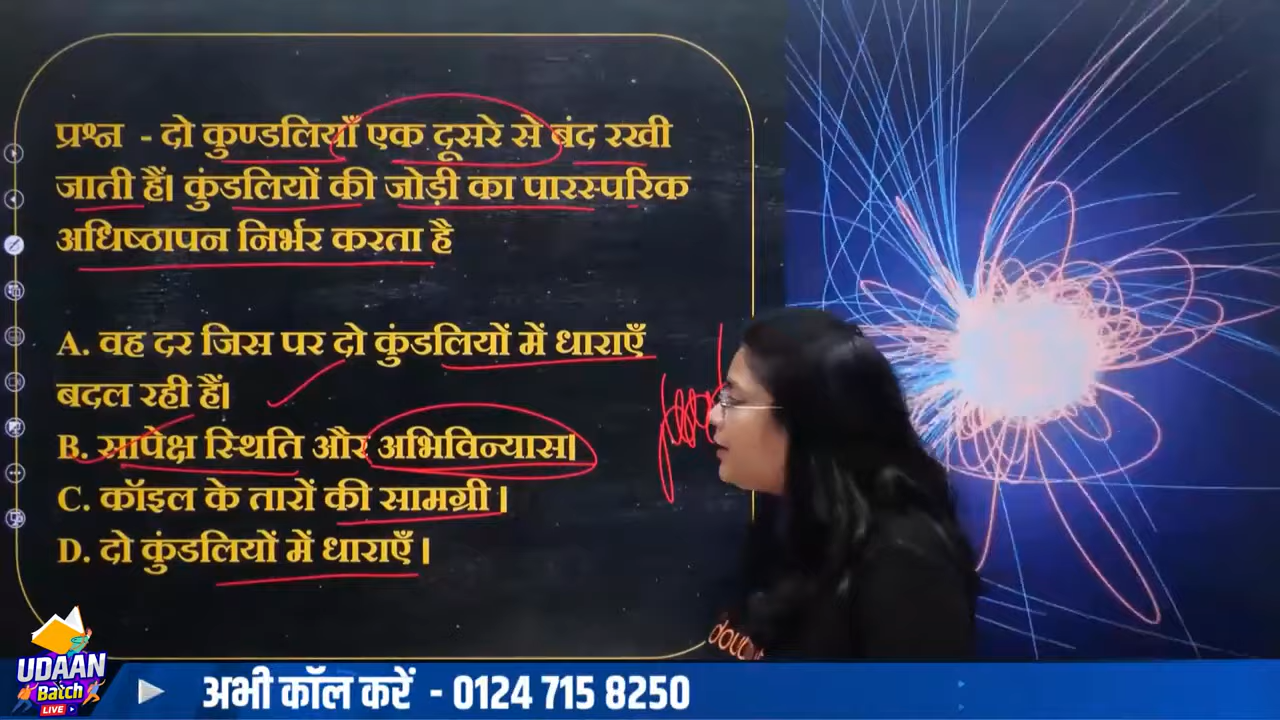 प्रश्न - दो कुण्डलियाँ एक दूसरे से बंद रखी
जाती हैं। कुंडलियों की जोड़ी का पारस्परिक
अधिष्ठापन निर्भर करता है
A. वह दर जिस पर दो कुंडलियों में धाराएँ
बदल रही हैं।
B. सापेक्ष स्थिति और अभिविन्यास।
C. कॉइल के तारों की सामग्री ।
D. दो कुंडलियों में धाराएँ ।
UDAAN
Batch
LIVE
अभी कॉल करें - 0124 715 8250